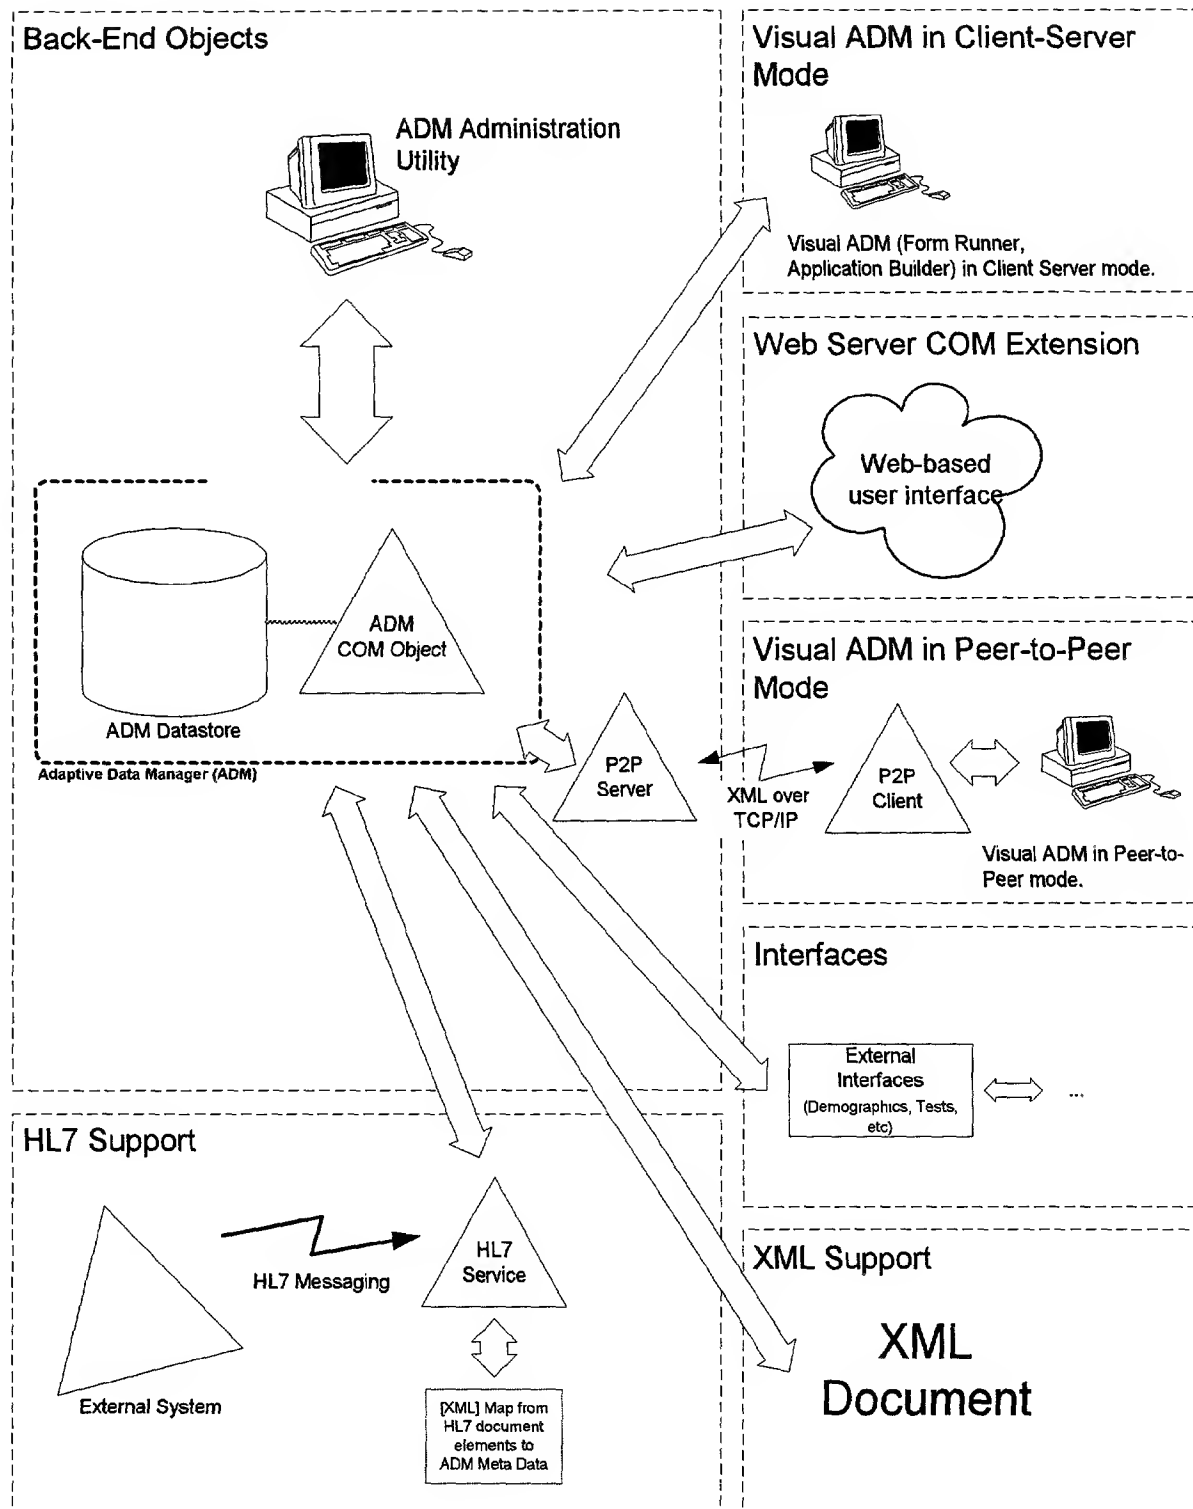 Back-End Objects
ADM Administration
Utility
ADM
COM Object
ADM Datastore
Adaptive Data Manager (ADM)
P2P
Server
Visual ADM in Client-Server
Mode
Visual ADM (Form Runner,
Application Builder) in Client Server mode.
Web Server COM Extension
Web-based
user interface
Visual ADM in Peer-to-Peer
Mode
XML over
TCP/IP
P2P
Client
Visual ADM in Peer-to-
Peer mode.
Interfaces
External
Interfaces
(Demographics, Tests,
etc)
...
HL7 Support
HL7 Messaging
HL7
Service
External System
[XML] Map from
HL7 document
elements to
ADM Meta Data
XML Support
XML
Document